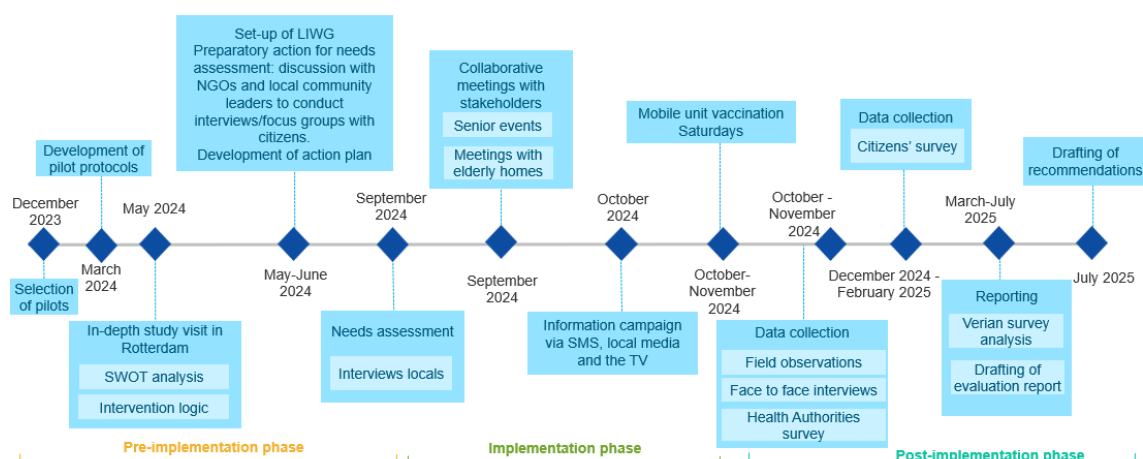 Set-up of LIWG
Preparatory action for needs
assessment: discussion with
NGOs and local community
leaders to conduct
interviews/focus groups with
citizens.
Development of action plan
Collaborative
meetings with
stakeholders
Senior events
Meetings with
elderly homes
Mobile unit vaccination
Saturdays
Data collection
Citizens' survey
Development of
pilot protocols
Drafting of
recommendations
December
2023
May 2024
September
2024
October
2024
October -
November
2024
March-July
2025
March
2024
May-June
2024
September
2024
October-
November
2024
December 2024 -
February 2025
July 2025
Selection
of pilots
In-depth study visit in
Rotterdam
SWOT analysis
Intervention logic
Needs assessment
Interviews locals
Information campaign
via SMS, local media
and the TV
Data collection
Field observations
Face to face interviews
Health Authorities
survey
Reporting
Verian survey
analysis
Drafting of
evaluation report
Pre-implementation phase
Implementation phase
Post-implementation phase